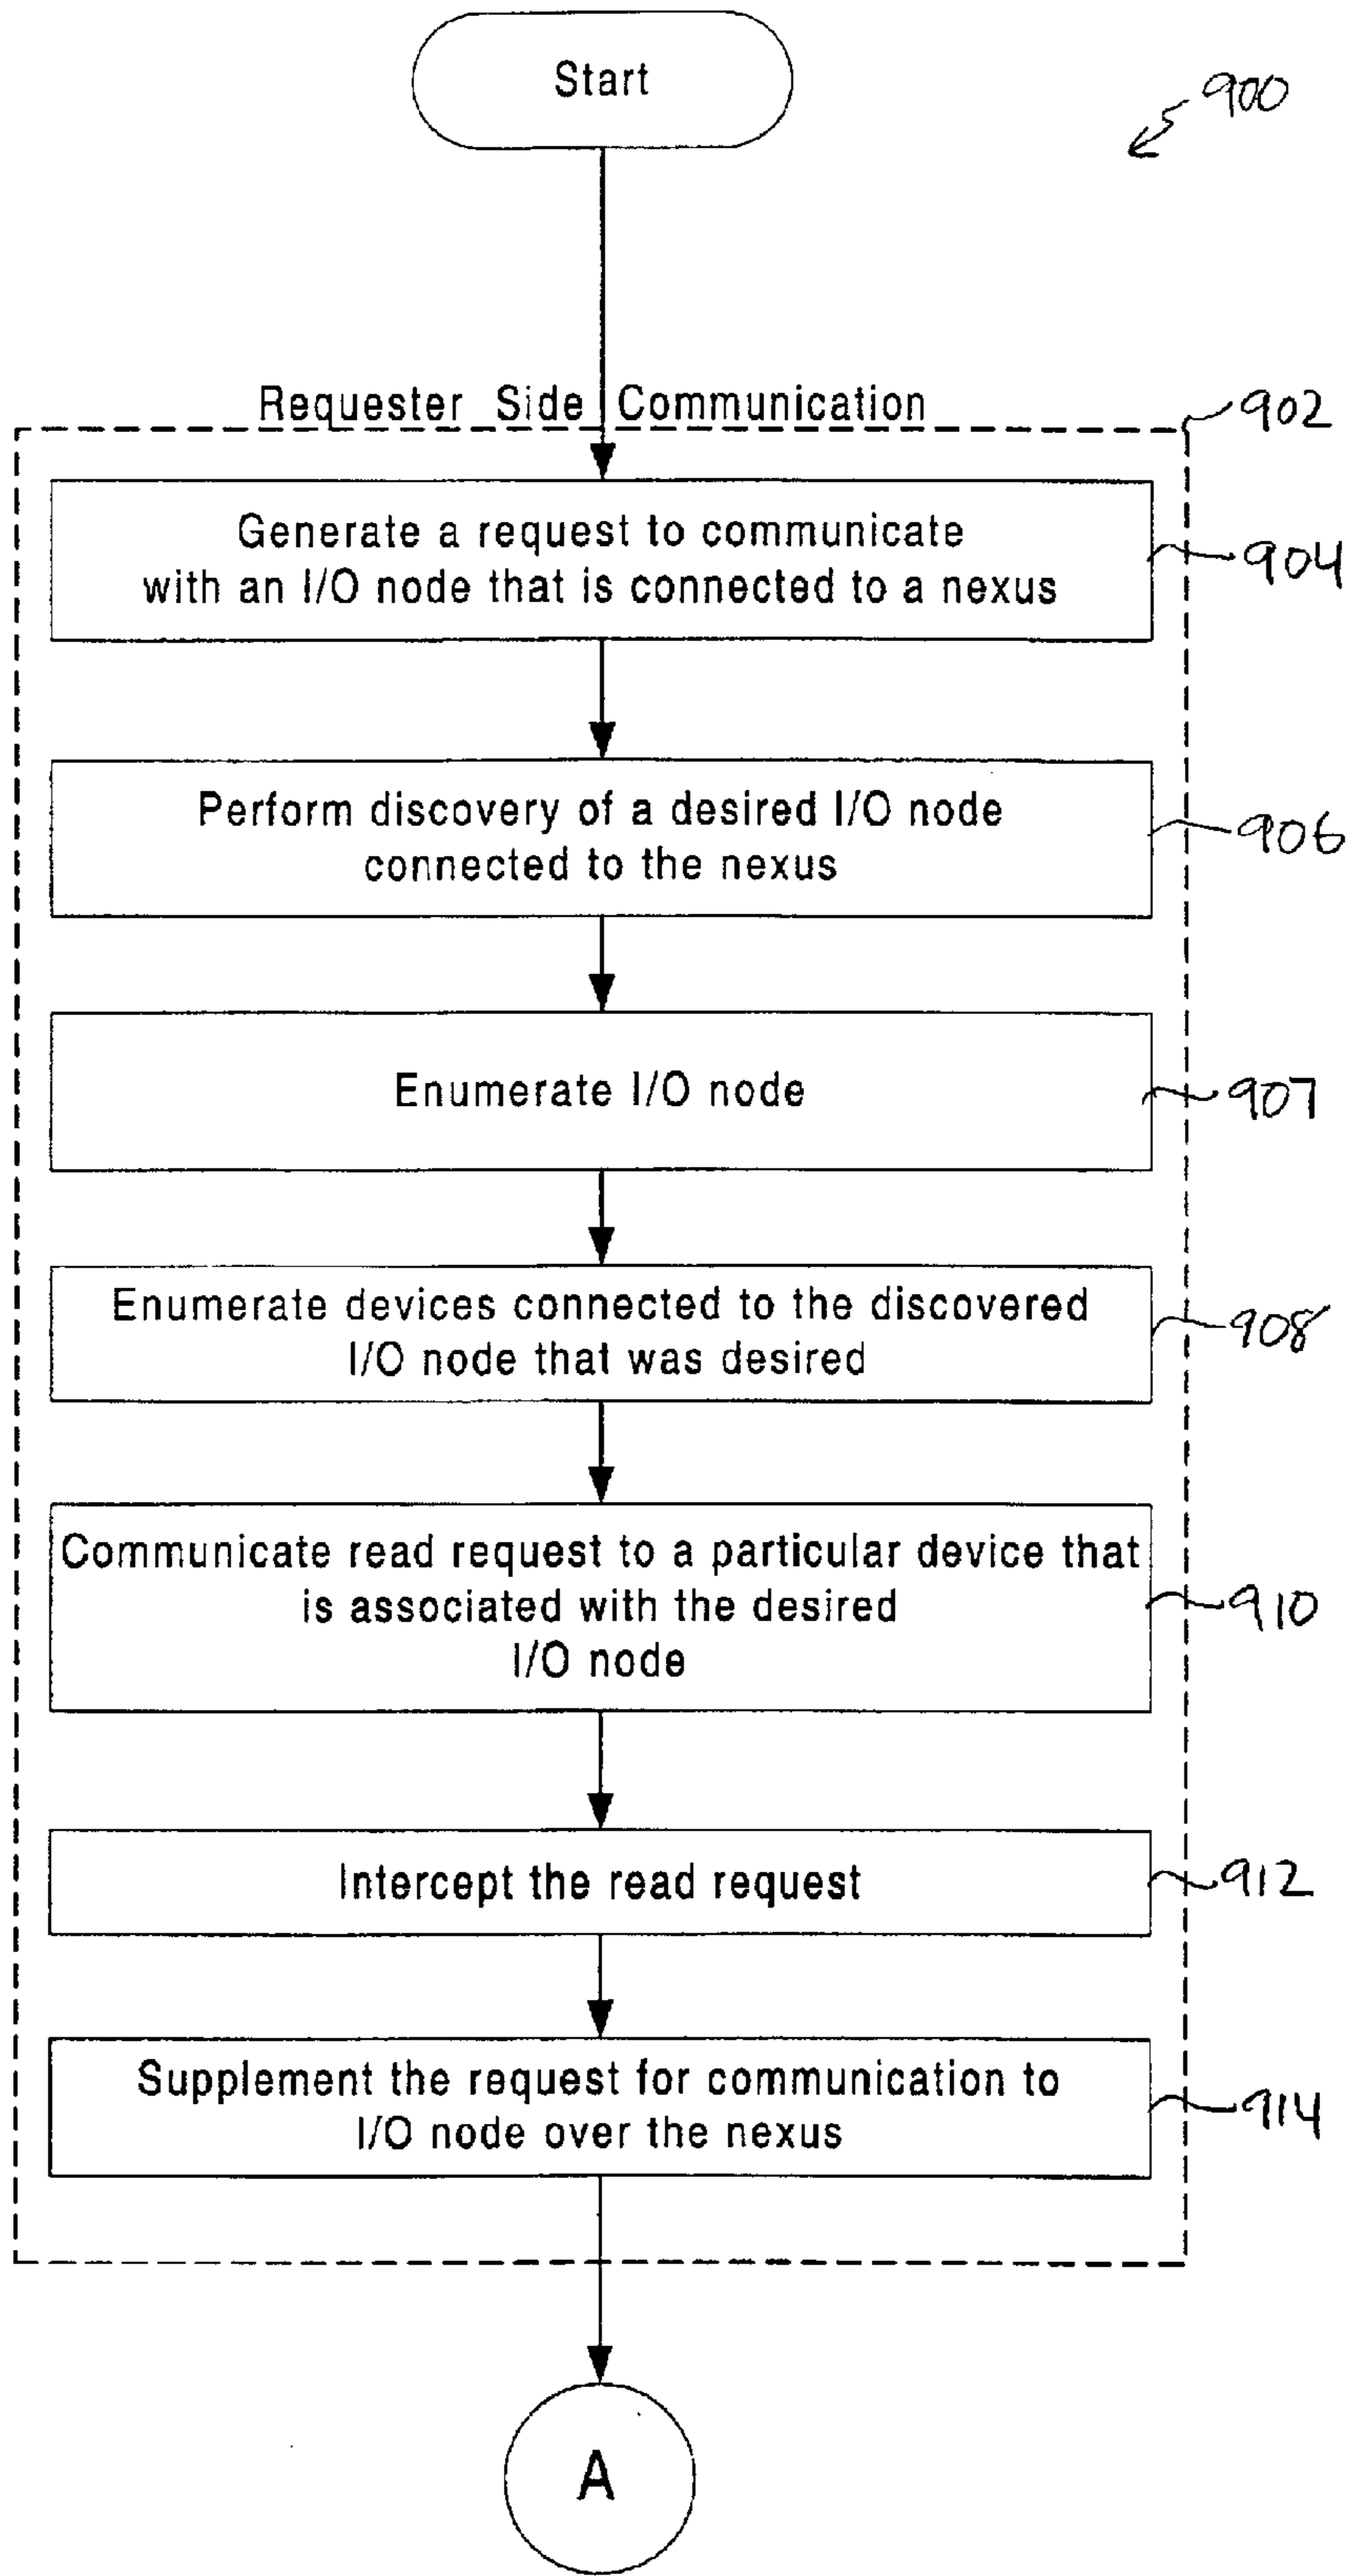 Start
900
Requester Side Communication
902
Generate a request to communicate
with an I/O node that is connected to a nexus
904
Perform discovery of a desired I/O node
connected to the nexus
906
Enumerate I/O node
907
Enumerate devices connected to the discovered
I/O node that was desired
908
Communicate read request to a particular device that
is associated with the desired
I/O node
910
Intercept the read request
912
Supplement the request for communication to
I/O node over the nexus
914
A